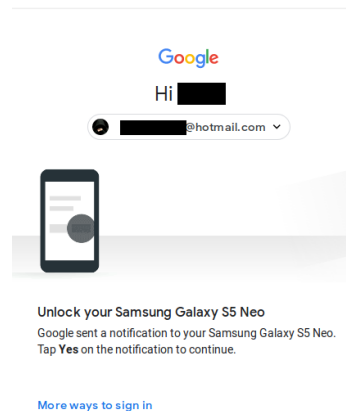 Google
Hi
@hotmail.com
Unlock your Samsung Galaxy S5 Neo
Google sent a notification to your Samsung Galaxy S5 Neo.
Tap Yes on the notification to continue.
More ways to sign in